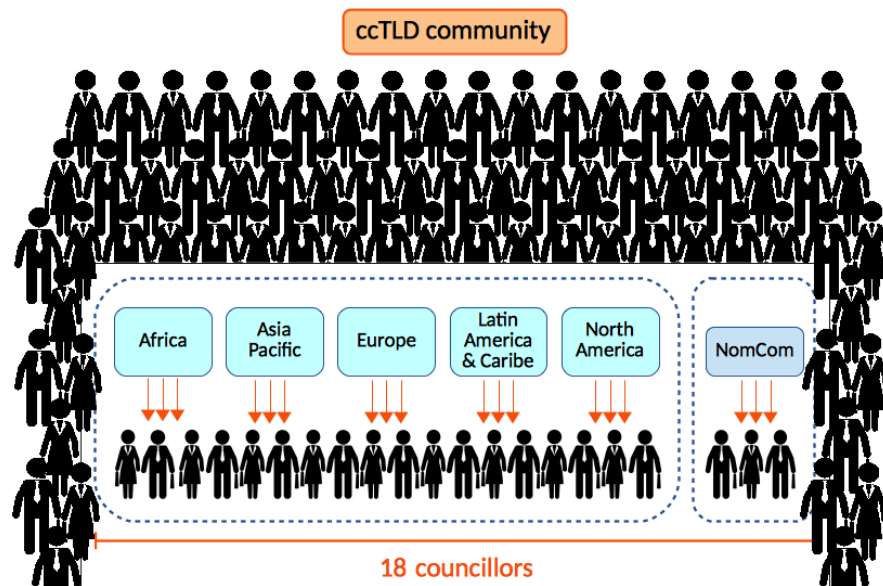 ccTLD community
Africa
Asia
Pacific
Europe
Latin
America
& Caribe
North
America
NomCom
18 councillors